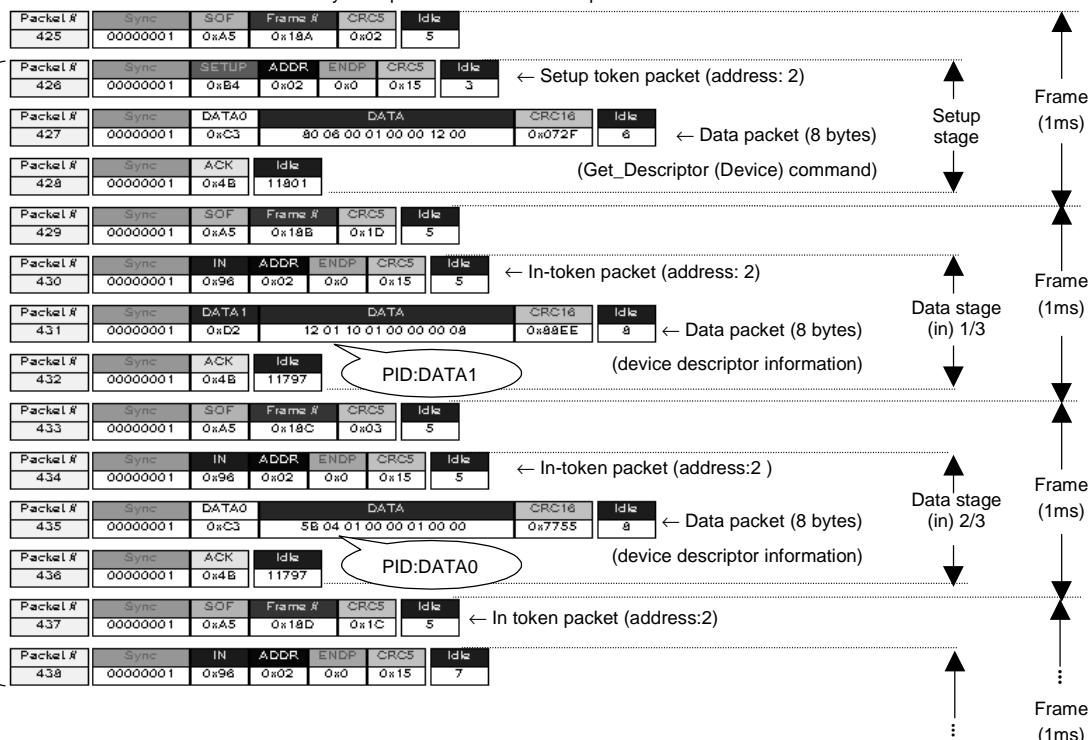 Packet # Sync SOF Frame # CRC5 Idle
425 00000001 0xA5 0x18A 0x02 5
Packet # Sync SETUP ADDR ENDP CRC5 Idle
426 00000001 0xB4 0x02 0x0 0x15 3
← Setup token packet (address: 2)
Packet # Sync DATA0 DATA CRC16 Idle
427 00000001 0xC3 80 06 00 01 00 00 12 00 0x072F 6
← Data packet (8 bytes)
Setup
stage
Frame
(1ms)
Packet # Sync ACK Idle
428 00000001 0x4B 11801
(Get_Descriptor (Device) command)
Packet # Sync SOF Frame # CRC5 Idle
429 00000001 0xA5 0x18B 0x1D 5
Packet # Sync IN ADDR ENDP CRC5 Idle
430 00000001 0x96 0x02 0x0 0x15 5
← In-token packet (address: 2)
Packet # Sync DATA1 DATA CRC16 Idle
431 00000001 0xD2 12 01 10 01 00 00 00 08 0x88EE 8
← Data packet (8 bytes)
Data stage
(in) 1/3
Frame
(1ms)
Packet # Sync ACK Idle
432 00000001 0x4B 11797
PID:DATA1
(device descriptor information)
Packet # Sync SOF Frame # CRC5 Idle
433 00000001 0xA5 0x18C 0x03 5
Packet # Sync IN ADDR ENDP CRC5 Idle
434 00000001 0x96 0x02 0x0 0x15 5
← In-token packet (address:2 )
Packet # Sync DATA0 DATA CRC16 Idle
435 00000001 0xC3 5B 04 01 00 00 01 00 00 0x7755 8
← Data packet (8 bytes)
Data stage
(in) 2/3
Frame
(1ms)
Packet # Sync ACK Idle
436 00000001 0x4B 11797
PID:DATA0
(device descriptor information)
Packet # Sync SOF Frame # CRC5 Idle
437 00000001 0xA5 0x18D 0x1C 5
← In token packet (address:2)
Packet # Sync IN ADDR ENDP CRC5 Idle
438 00000001 0x96 0x02 0x0 0x15 7
Frame
(1ms)